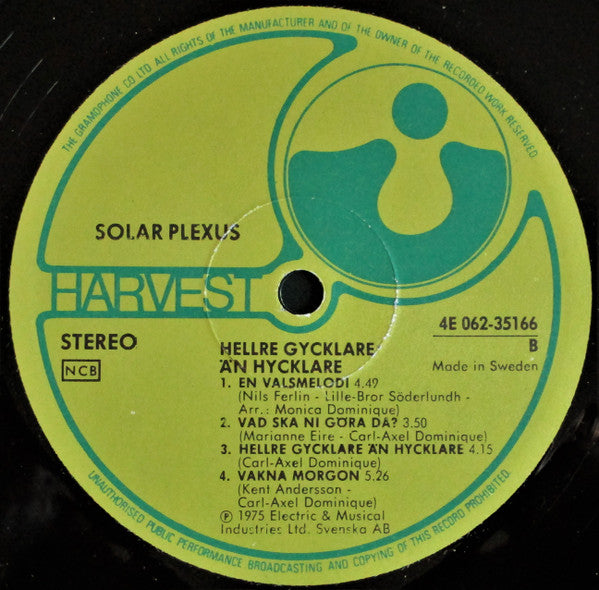 THE GRAMOPHONE CO LTD. ALL RIGHTS OF THE MANUFACTURER AND OF THE OWNER OF THE RECORDED WORK RESERVED.
SOLAR PLEXUS
HARVEST
STEREO
NCB
4E 062-35166
B
Made in Sweden
HELLRE GYCKLARE
ÄN HYCKLARE
1. EN VALSMELODI 4.49
(Nils Ferlin - Lille-Bror Söderlundh -
Arr.: Monica Dominique)
2. VAD SKA NI GÖRA DÅ? 3.50
(Marianne Eire - Carl-Axel Dominique)
3. HELLRE GYCKLARE ÄN HYCKLARE 4.15
(Carl-Axel Dominique)
4. VAKNA MORGON 5.26
(Kent Andersson -
Carl-Axel Dominique)
℗ 1975 Electric & Musical
Industries Ltd. Svenska AB
UNAUTHORISED PUBLIC PERFORMANCE BROADCASTING AND COPYING OF THIS RECORD PROHIBITED.